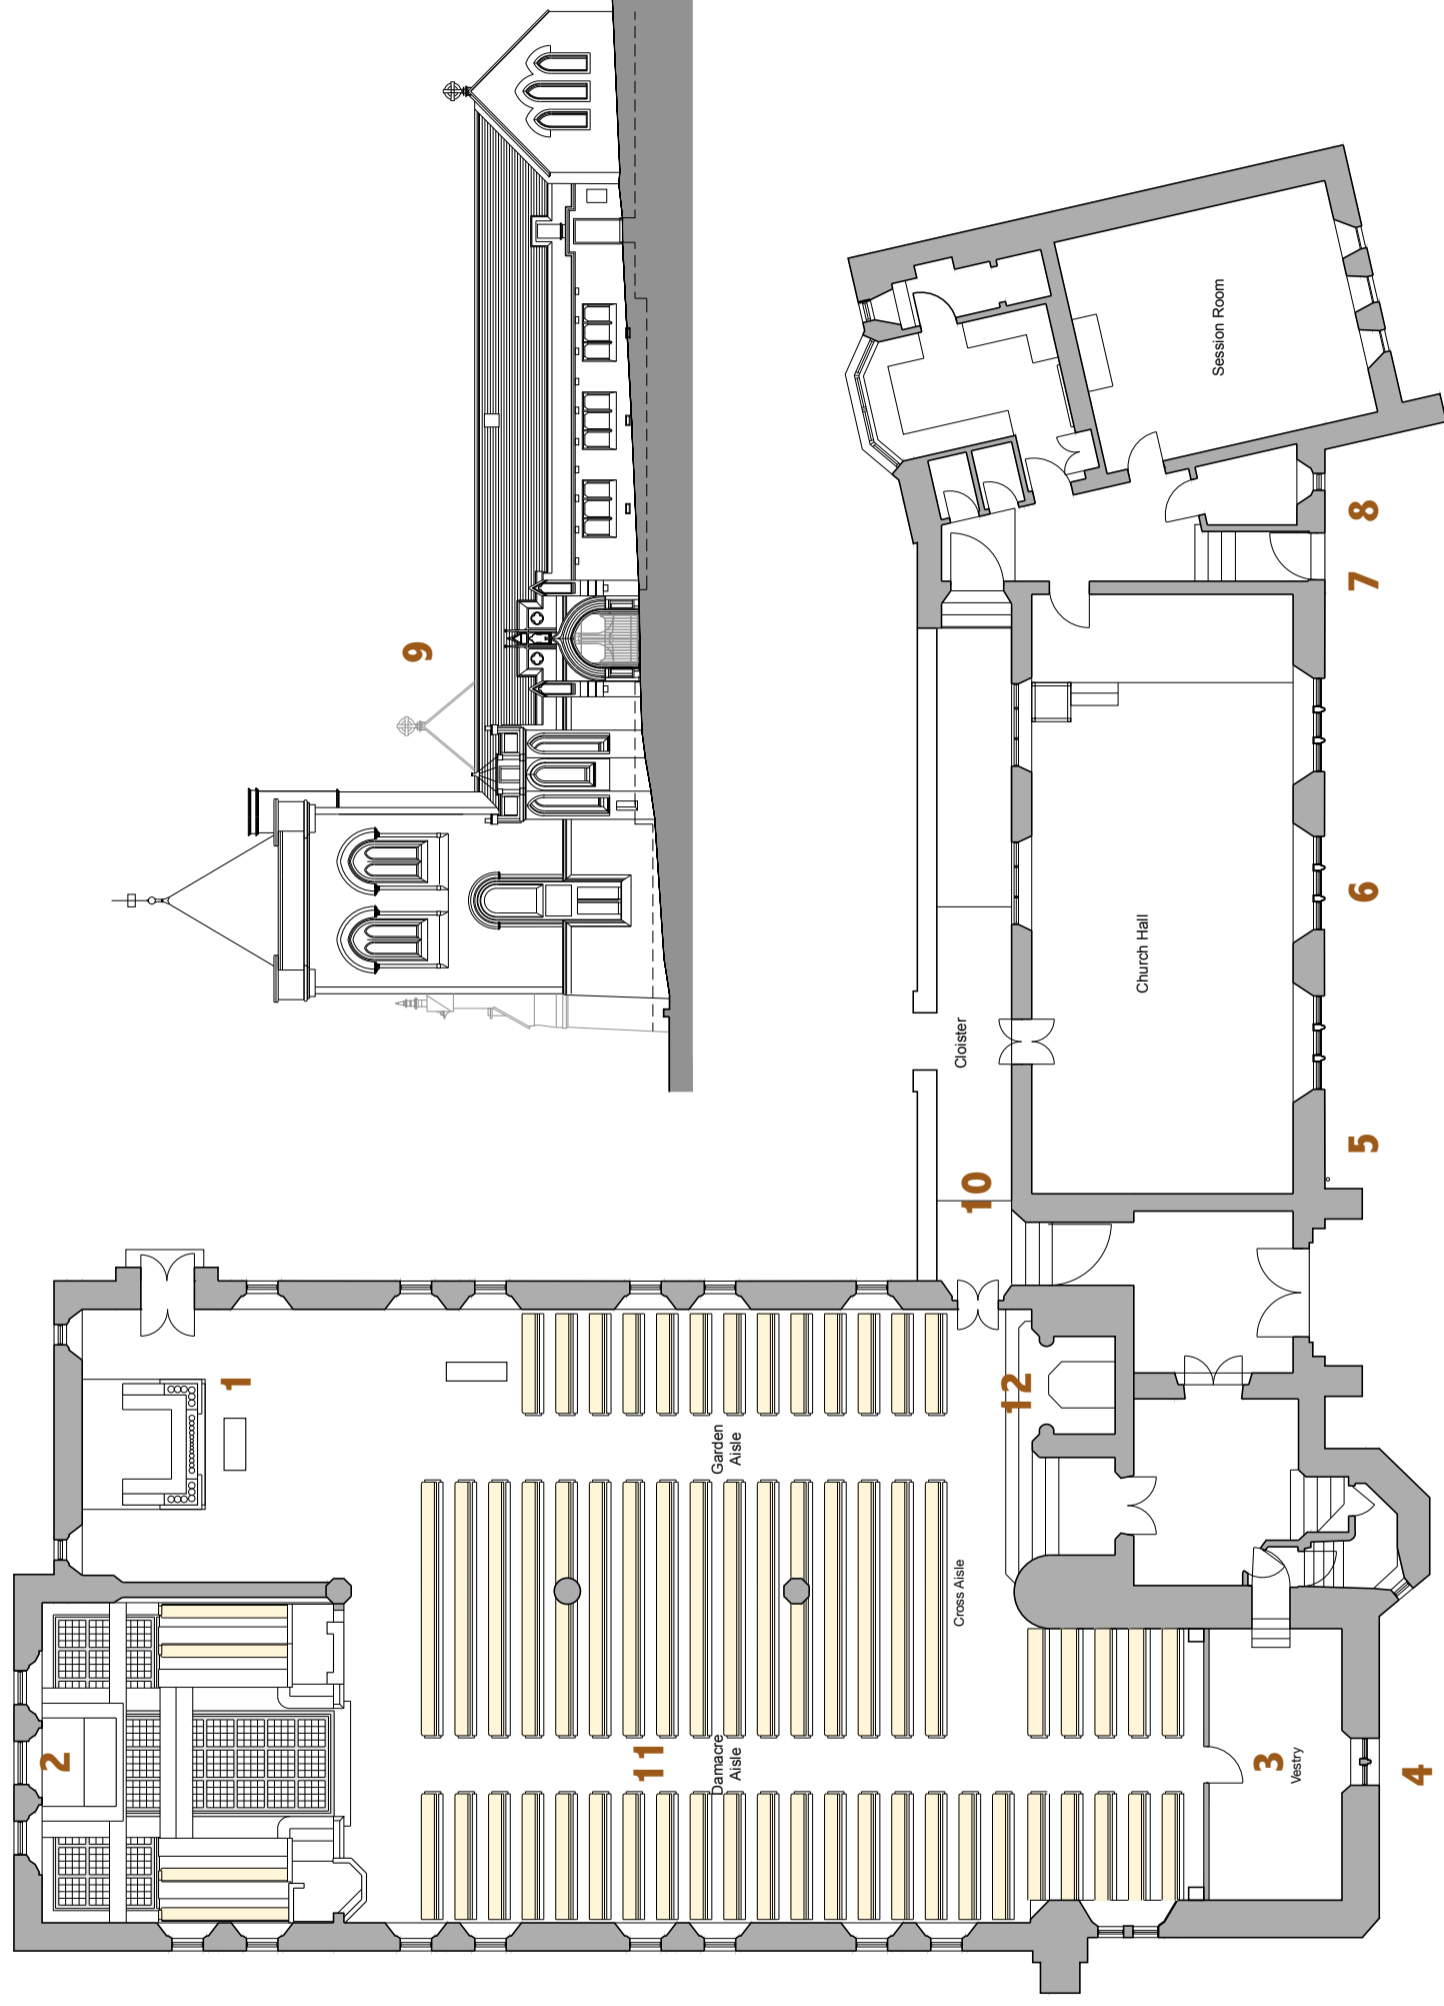 9
Session Room
8
7
Church Hall
6
Cloister
5
10
1
12
Garden
Aisle
Cross Aisle
2
11
Damacre
Aisle
3
Vestry
4